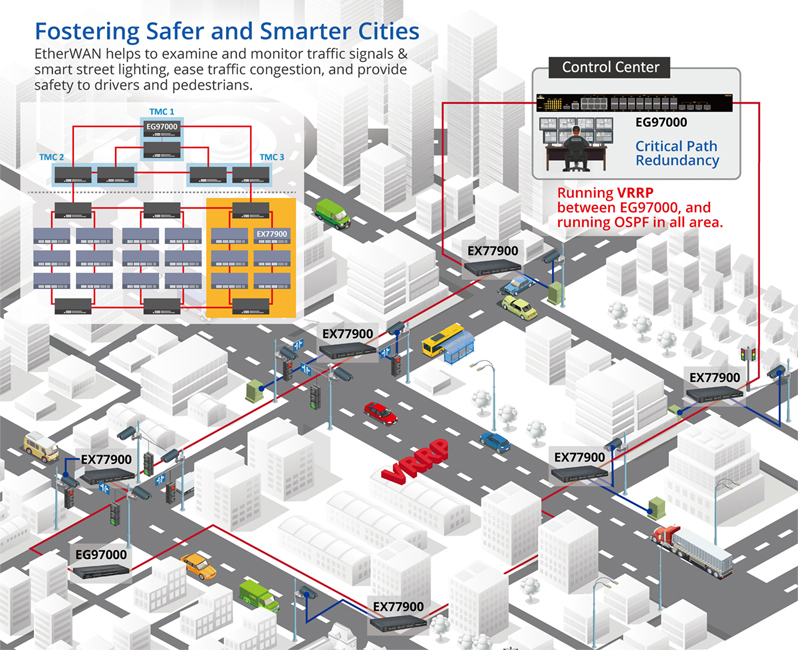 Fostering Safer and Smarter Cities
EtherWAN helps to examine and monitor traffic signals &
smart street lighting, ease traffic congestion, and provide
safety to drivers and pedestrians.
Control Center
EG97000
Critical Path
Redundancy
Running VRRP
between EG97000, and
running OSPF in all area.
TMC 1
EG97000
TMC 2
TMC 3
EX77900
EX77900
EX77900
EX77900
EX77900
EX77900
VRRP
EG97000
EX77900